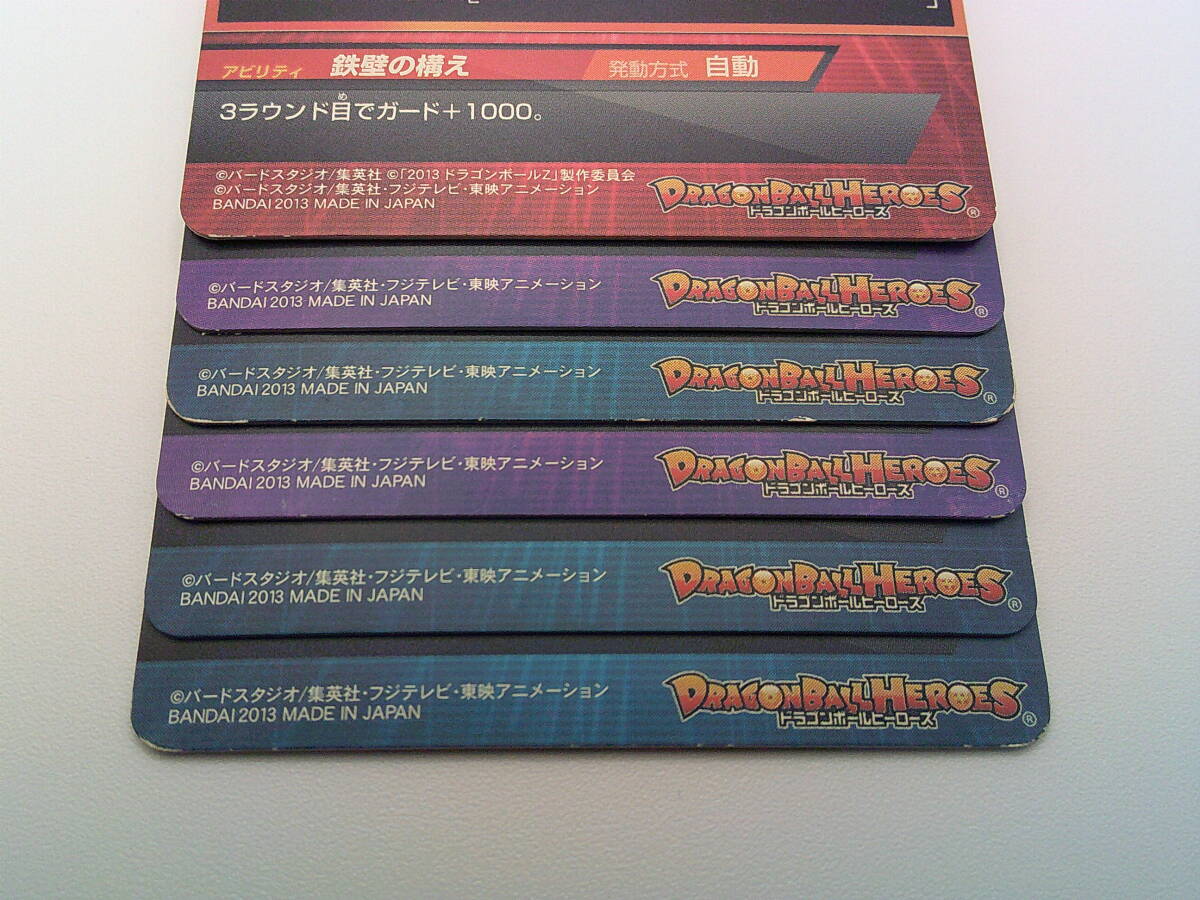 アビリティ 鉄壁の構え 発動方式 自動
3ラウンド目でガード+1000。
©バードスタジオ/集英社 ©「2013 ドラゴンボールZ」製作委員会
©バードスタジオ/集英社・フジテレビ・東映アニメーション
BANDAI 2013 MADE IN JAPAN
DRAGONBALL HEROES
ドラゴンボールヒーローズ®
©バードスタジオ/集英社・フジテレビ・東映アニメーション
BANDAI 2013 MADE IN JAPAN
DRAGONBALL HEROES
ドラゴンボールヒーローズ®
©バードスタジオ/集英社・フジテレビ・東映アニメーション
BANDAI 2013 MADE IN JAPAN
DRAGONBALL HEROES
ドラゴンボールヒーローズ®
©バードスタジオ/集英社・フジテレビ・東映アニメーション
BANDAI 2013 MADE IN JAPAN
DRAGONBALL HEROES
ドラゴンボールヒーローズ®
©バードスタジオ/集英社・フジテレビ・東映アニメーション
BANDAI 2013 MADE IN JAPAN
DRAGONBALL HEROES
ドラゴンボールヒーローズ®
©バードスタジオ/集英社・フジテレビ・東映アニメーション
BANDAI 2013 MADE IN JAPAN
DRAGONBALL HEROES
ドラゴンボールヒーローズ®